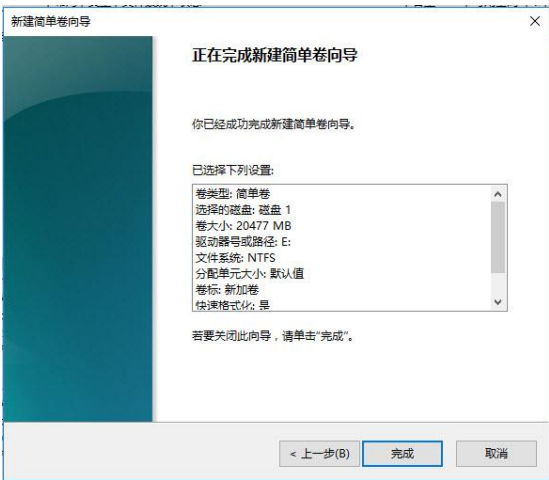 新建简单卷向导
正在完成新建简单卷向导
你已经成功完成新建简单卷向导。
已选择下列设置:
卷类型: 简单卷
选择的磁盘: 磁盘 1
卷大小: 20477 MB
驱动器号或路径: E:
文件系统: NTFS
分配单元大小: 默认值
卷标: 新加卷
快速格式化: 是
若要关闭此向导，请单击"完成"。
< 上一步(B)
完成
取消